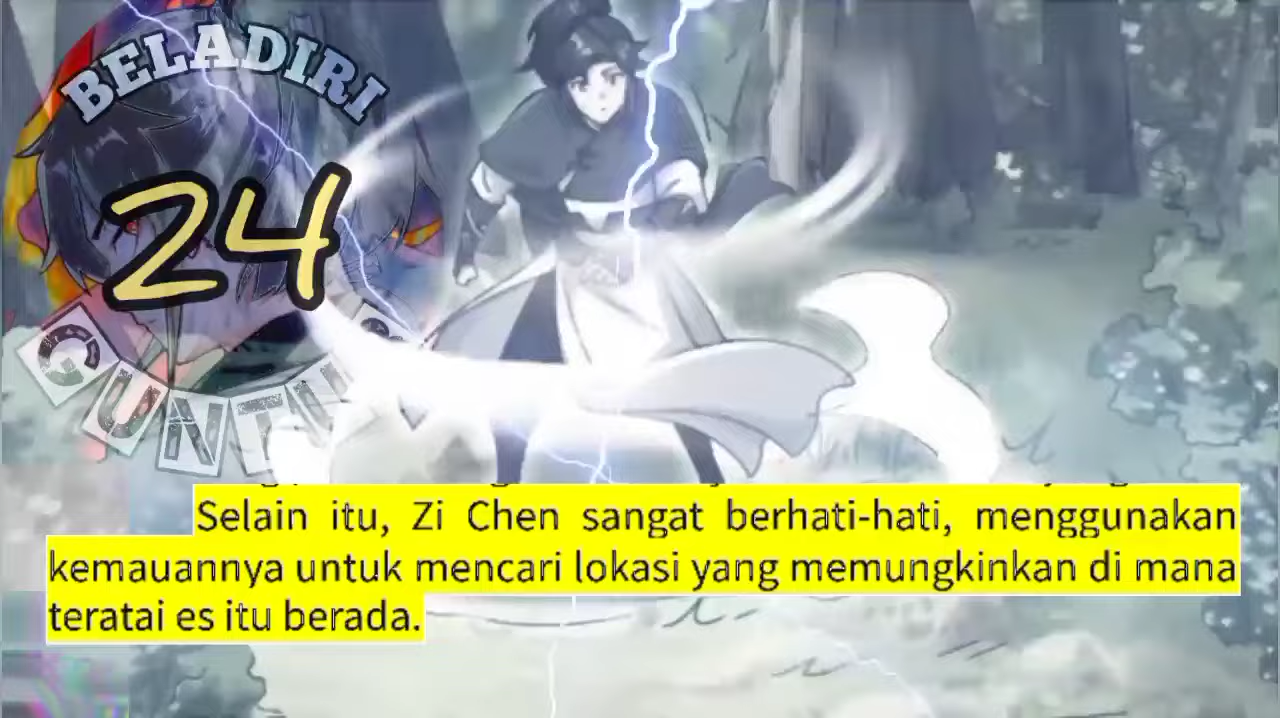 BELADIRI
24
Selain itu, Zi Chen sangat berhati-hati, menggunakan
kemauannya untuk mencari lokasi yang memungkinkan di mana
teratai es itu berada.